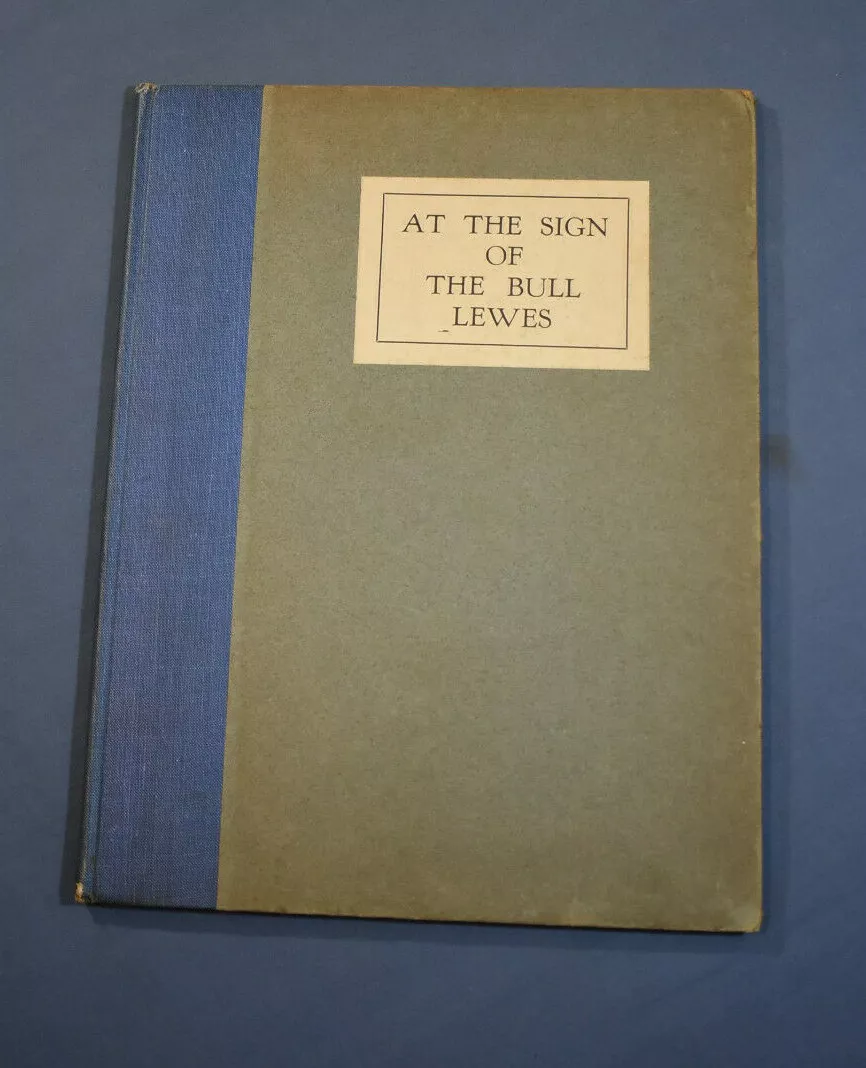 AT THE SIGN
OF
THE BULL
LEWES